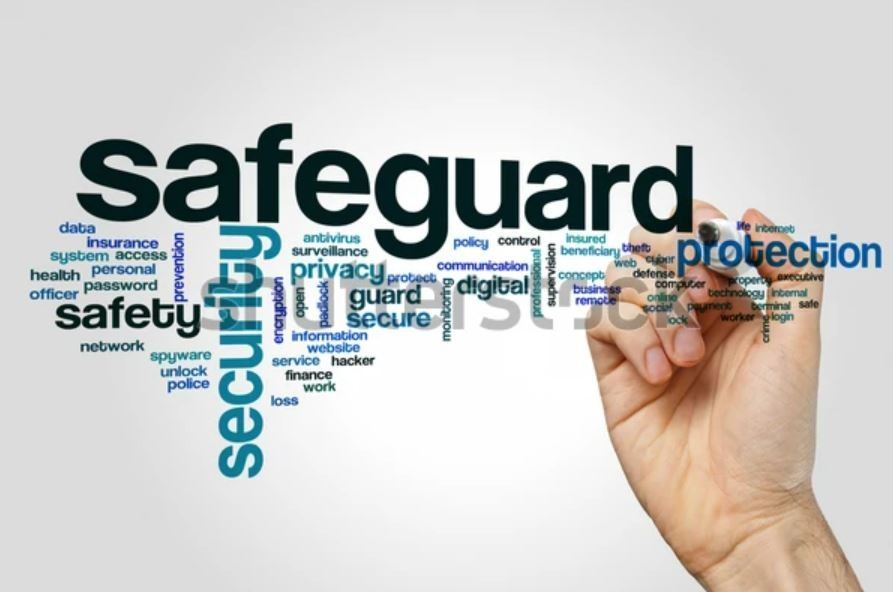 safeguard
data
insurance
system access
health personal
password
officer
prevention
safety
network
spyware
unlock
police
security
antivirus
surveillance
privacy
protect
encryption
open
padlock
guard
secure
information
website
service hacker
finance
work
loss
policy control
communication
digital
monitoring
professional
supervision
insured
beneficiary theft
web cyber
concept defense
business computer
remote
online
social
lock
life internet
protection
property executive
technology internal
payment terminal safe
worker login
crime
shutterstock